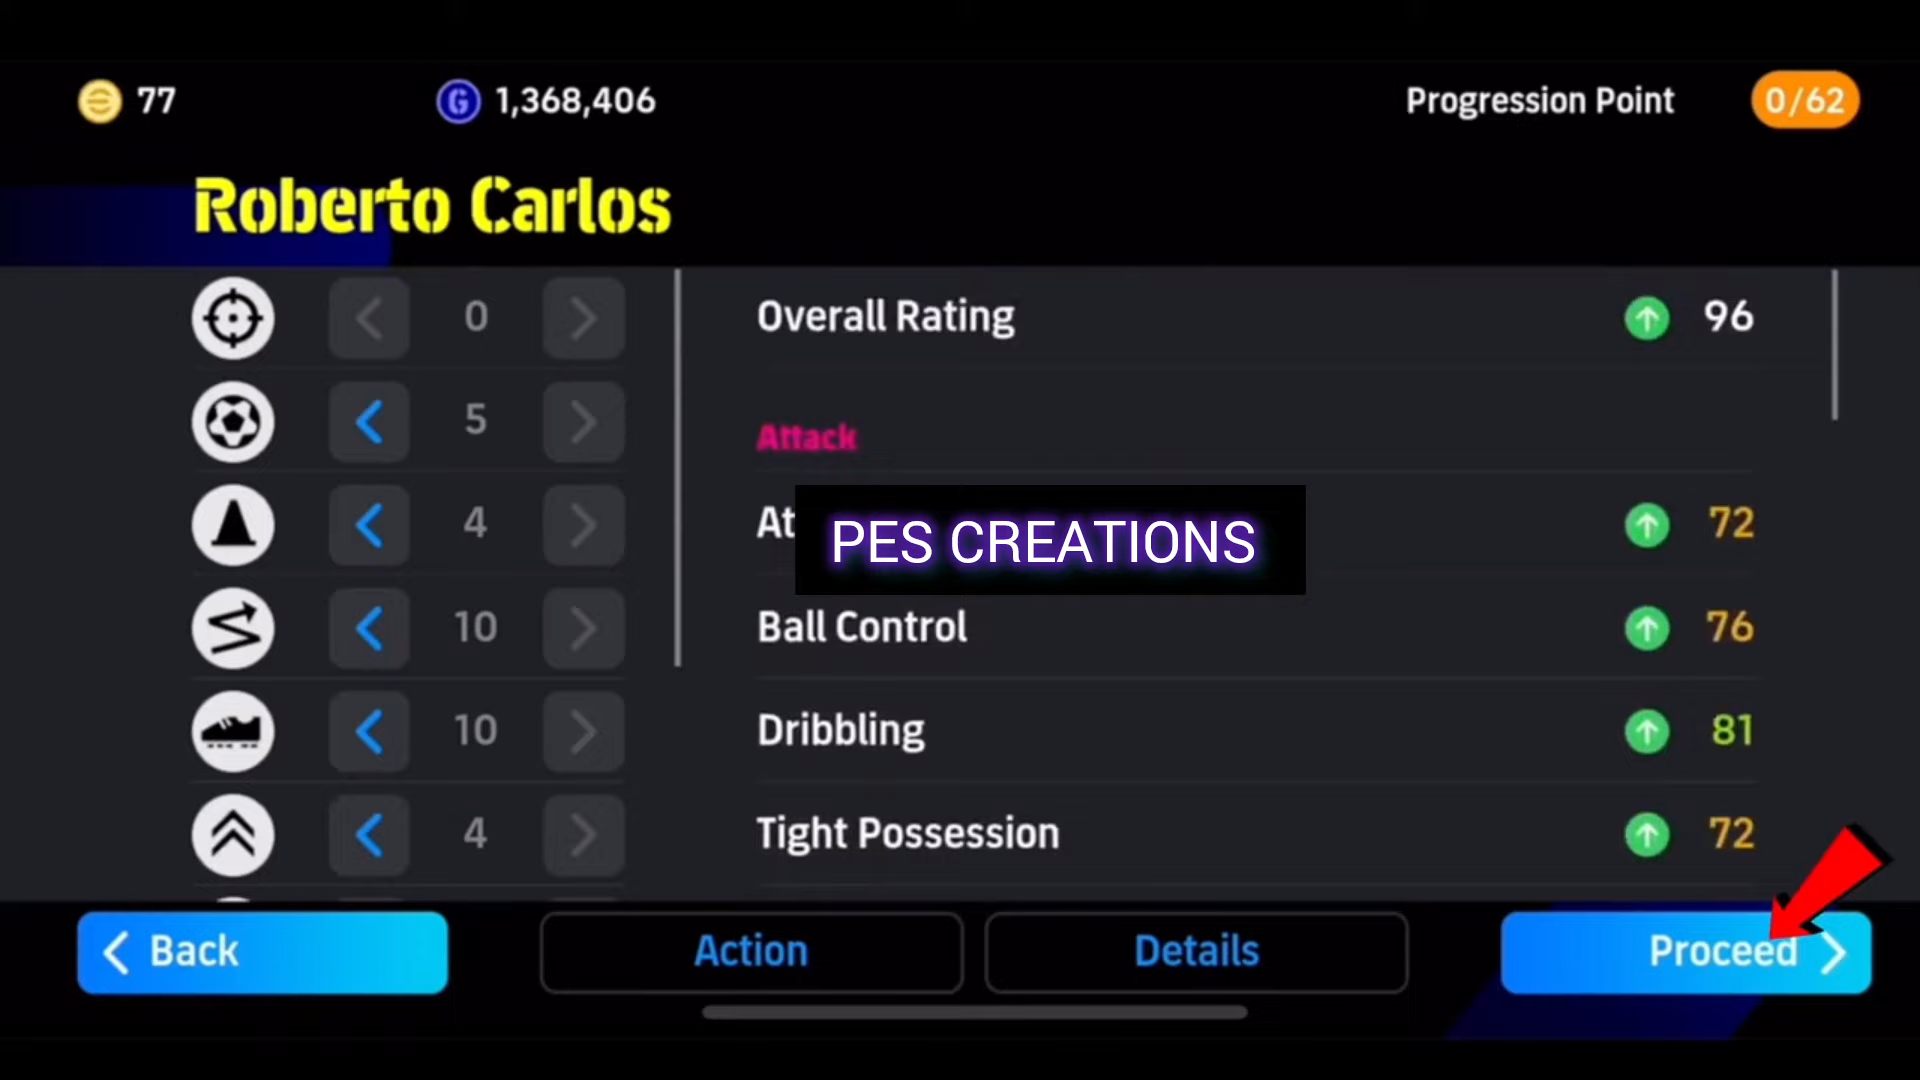 77
G 1,368,406
Progression Point 0/62
Roberto Carlos
0
Overall Rating 96
5
Attack
4
At 72
PES CREATIONS
10
Ball Control 76
10
Dribbling 81
4
Tight Possession 72
Back
Action
Details
Proceed